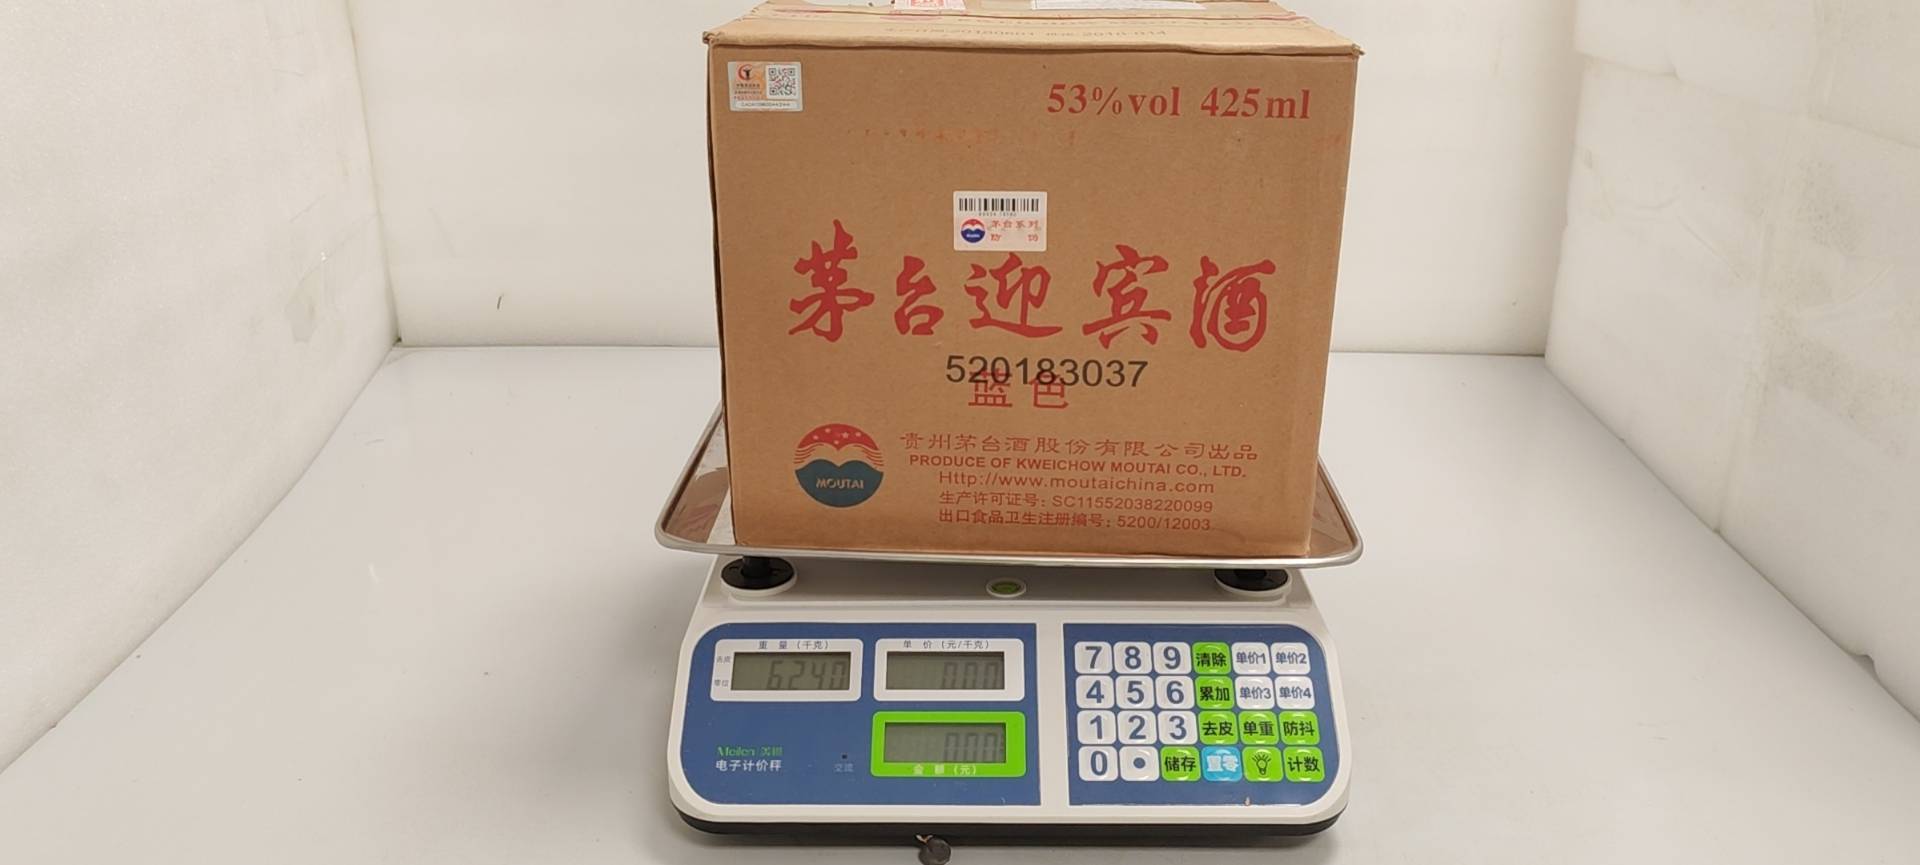 53%vol 425ml
茅台系列
防 伪
茅台迎宾酒
520183037
蓝色
MOUTAI
贵州茅台酒股份有限公司出品
PRODUCE OF KWEICHOW MOUTAI CO., LTD.
Http://www.moutaichina.com
生产许可证号: SC11552038220099
出口食品卫生注册编号: 5200/12003
重 量 (千克)
单 价 (元/千克)
去皮
零位
6.240
0.00
0.00
金 额 (元)
Meilen
电子计价秤
交流
7 8 9 清除 单价1 单价2
4 5 6 累加 单价3 单价4
1 2 3 去皮 单重 防抖
0 • 储存 置零 计数